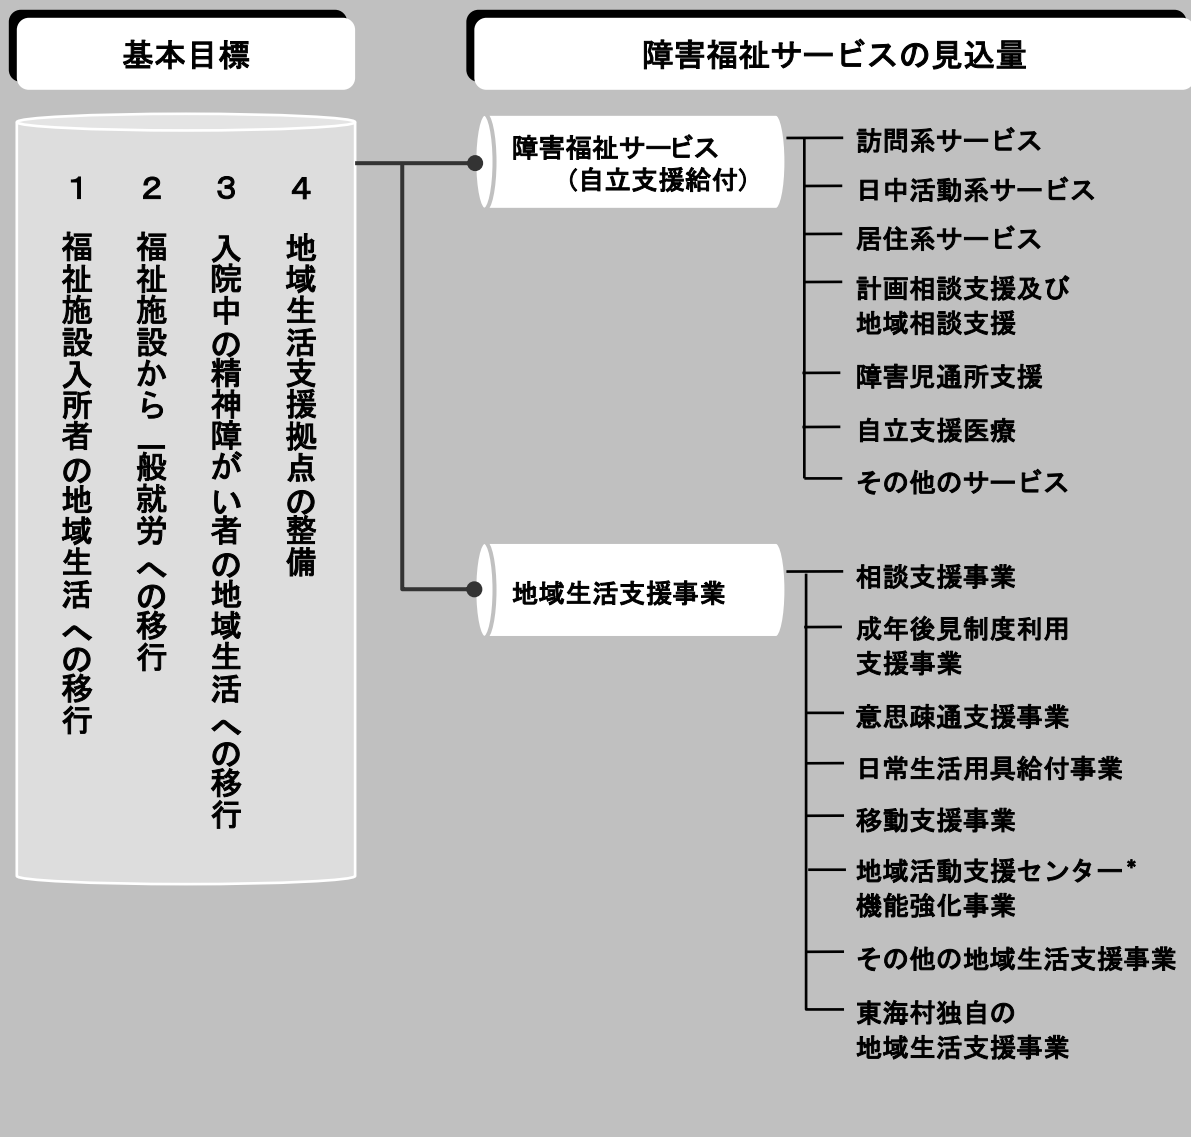 基本目標
１　福祉施設入所者の地域生活への移行
２　福祉施設から一般就労への移行
３　入院中の精神障がい者の地域生活への移行
４　地域生活支援拠点の整備
障害福祉サービスの見込量
障害福祉サービス
（自立支援給付）
訪問系サービス
日中活動系サービス
居住系サービス
計画相談支援及び
地域相談支援
障害児通所支援
自立支援医療
その他のサービス
地域生活支援事業
相談支援事業
成年後見制度利用
支援事業
意思疎通支援事業
日常生活用具給付事業
移動支援事業
地域活動支援センター*
機能強化事業
その他の地域生活支援事業
東海村独自の
地域生活支援事業